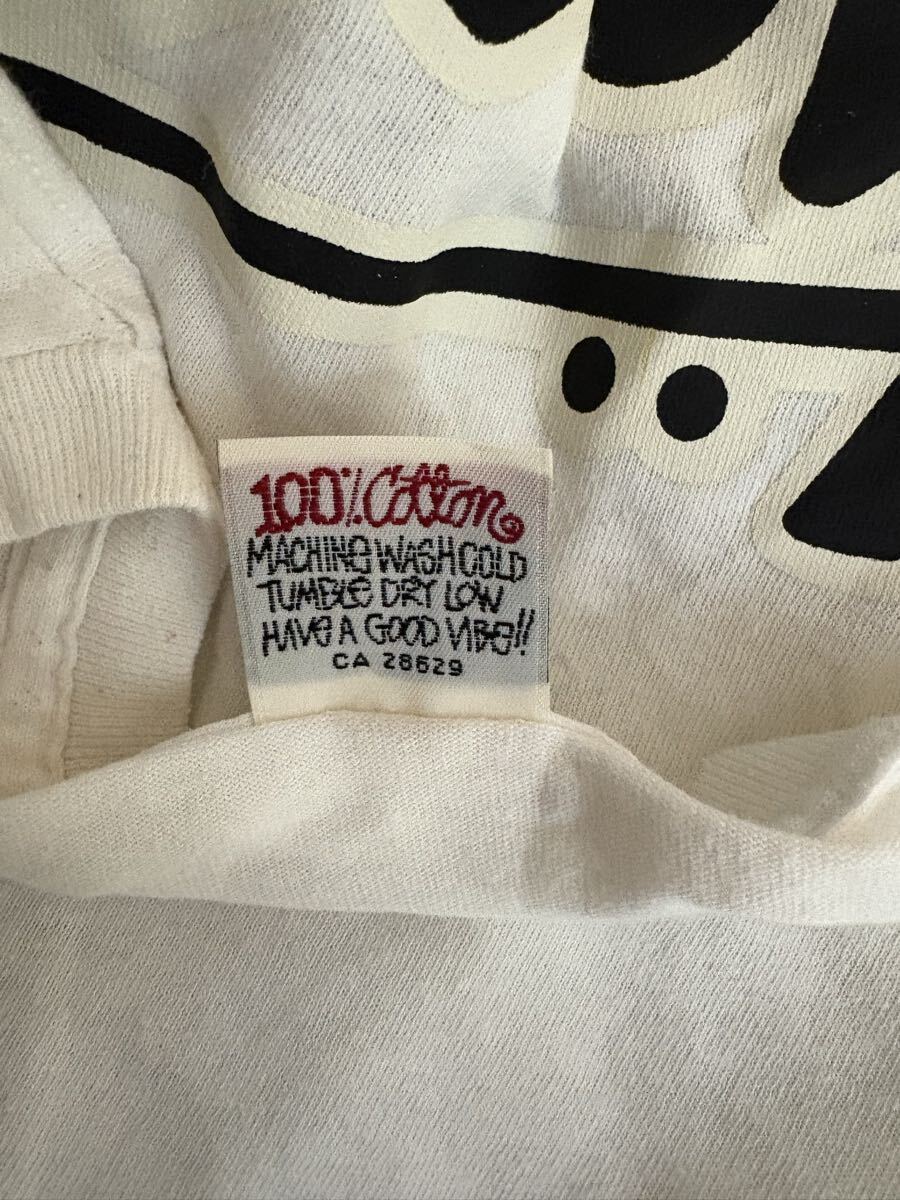 100% Cotton
MACHINE WASH COLD
TUMBLE DRY LOW
HAVE A GOOD VIBE!!
CA 28629